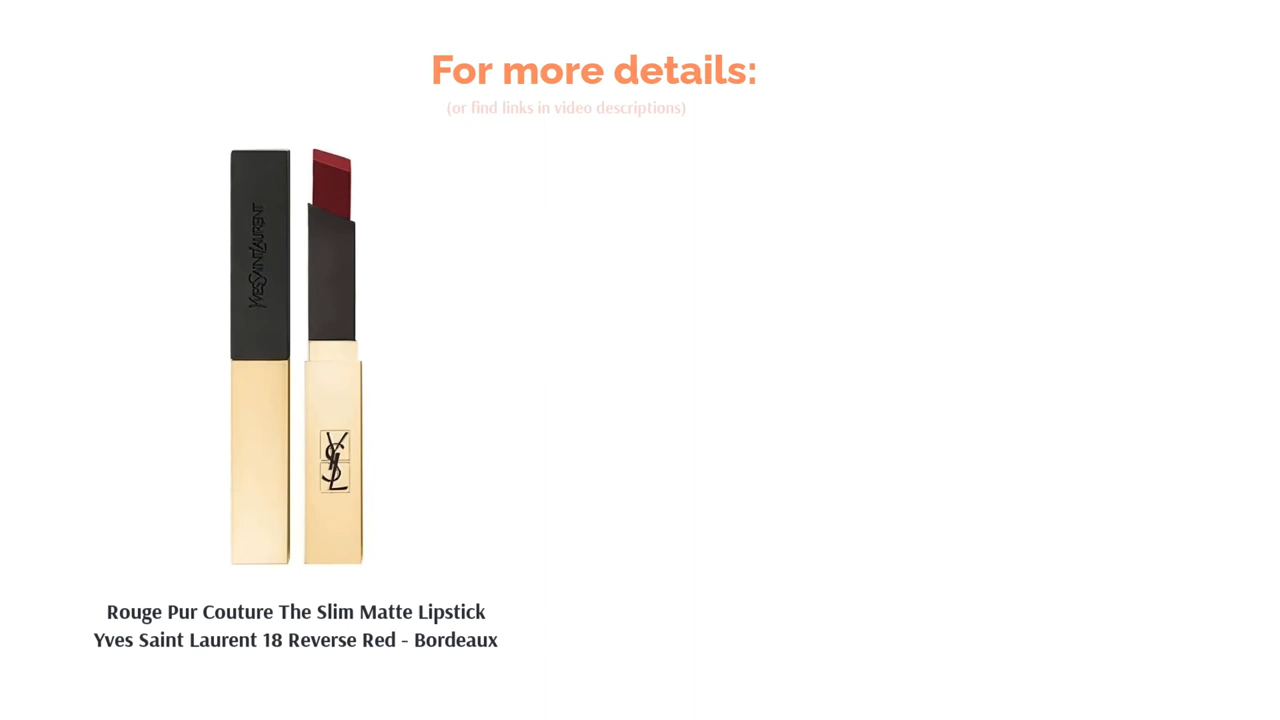 For more details:
(or find links in video descriptions)
YVESSAINTLAURENT
YSL
Rouge Pur Couture The Slim Matte Lipstick
Yves Saint Laurent 18 Reverse Red - Bordeaux